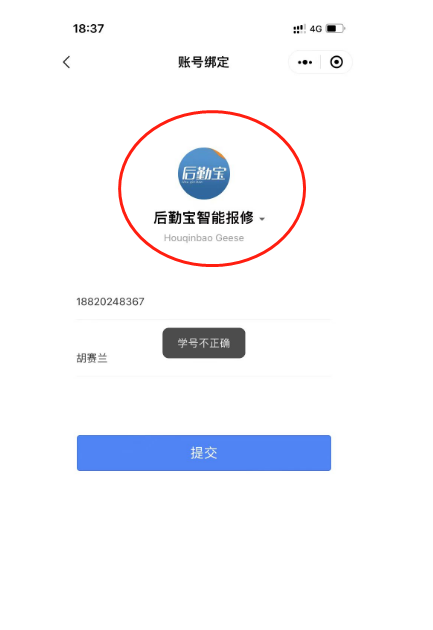 18:37
4G
账号绑定
后勤宝
后勤宝智能报修
Houqinbao Geese
18820248367
学号不正确
胡赛兰
提交